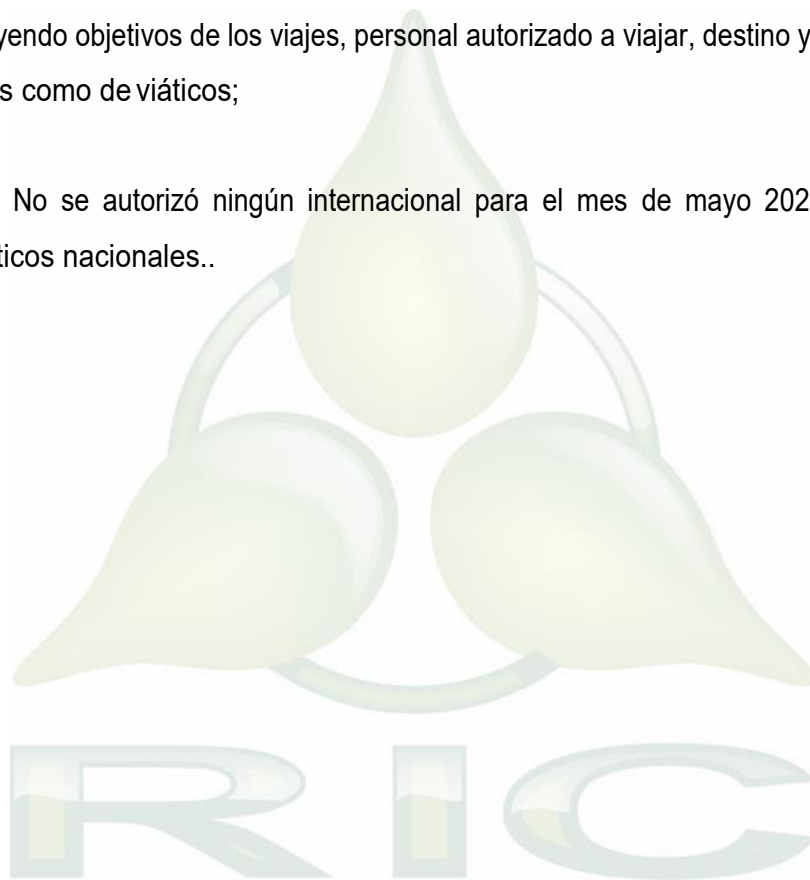 yendo objetivos de los viajes, personal autorizado a viajar, destino y
s como de viáticos;
No se autorizó ningún internacional para el mes de mayo 202
ticos nacionales..
RIC